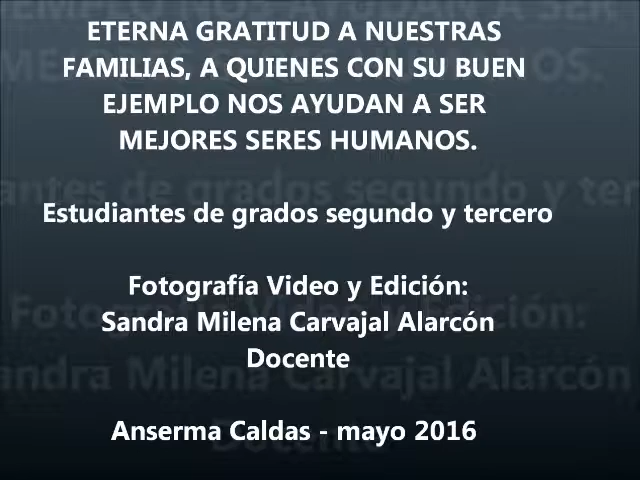 ETERNA GRATITUD A NUESTRAS
FAMILIAS, A QUIENES CON SU BUEN
EJEMPLO NOS AYUDAN A SER
MEJORES SERES HUMANOS.
Estudiantes de grados segundo y tercero
Fotografía Video y Edición:
Sandra Milena Carvajal Alarcón
Docente
Anserma Caldas - mayo 2016